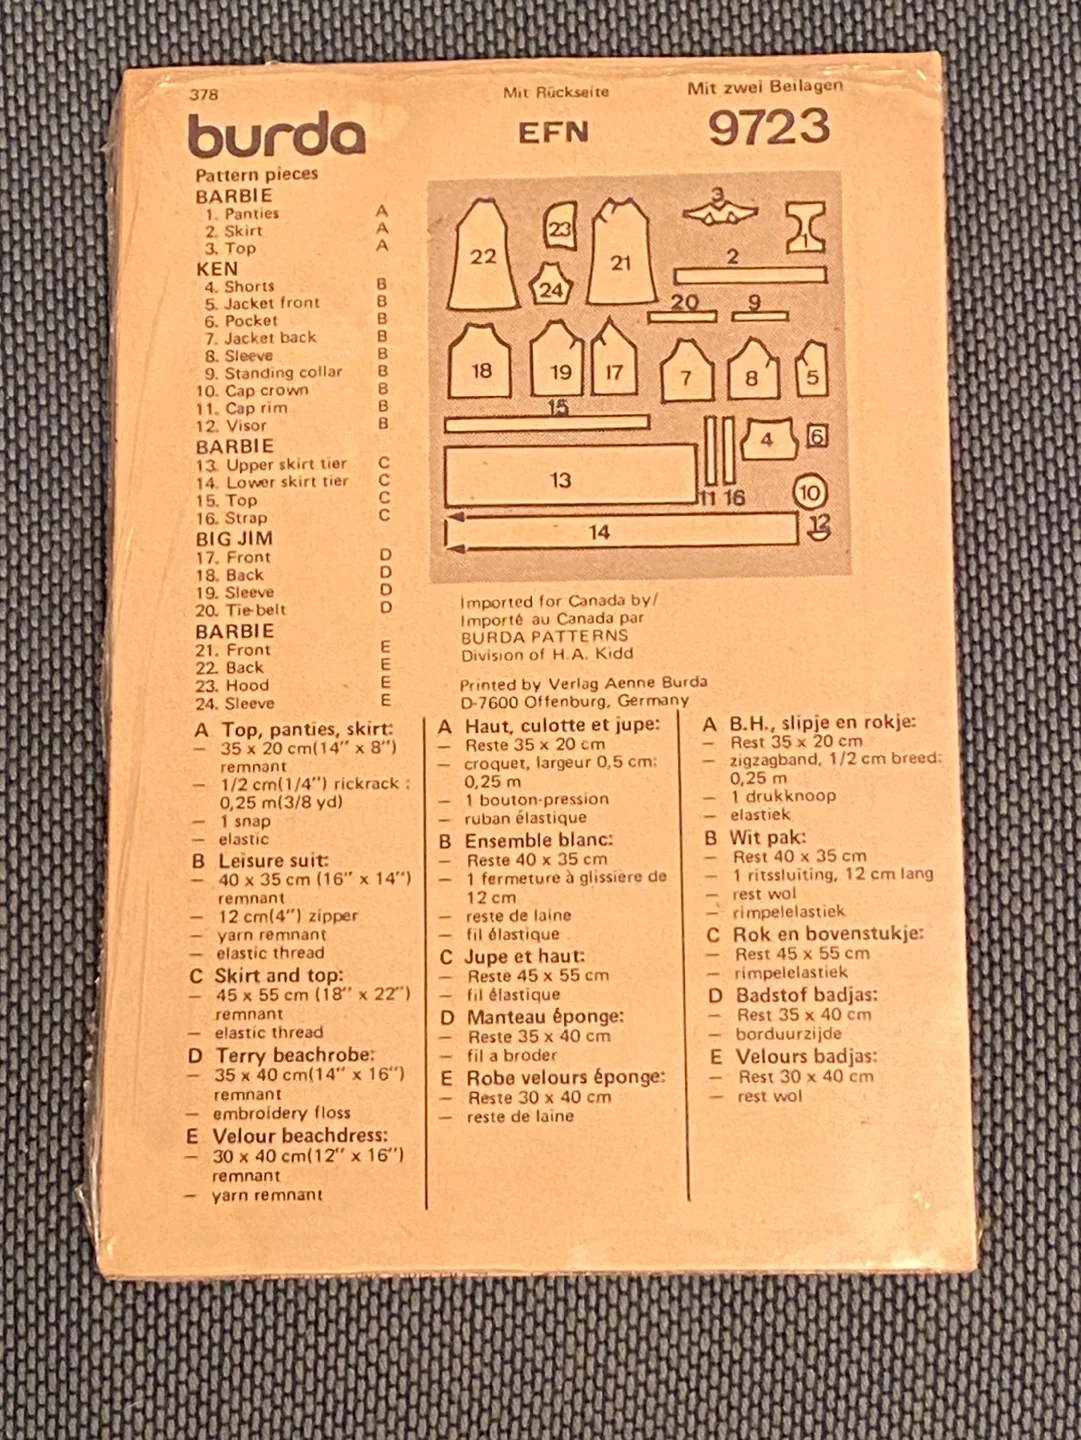 378
Mit Rückseite
Mit zwei Beilagen
burda
EFN
9723
Pattern pieces
BARBIE
1. Panties A
2. Skirt A
3. Top A
KEN
4. Shorts B
5. Jacket front B
6. Pocket B
7. Jacket back B
8. Sleeve B
9. Standing collar B
10. Cap crown B
11. Cap rim B
12. Visor B
BARBIE
13. Upper skirt tier C
14. Lower skirt tier C
15. Top C
16. Strap C
BIG JIM
17. Front D
18. Back D
19. Sleeve D
20. Tie-belt D
BARBIE
21. Front E
22. Back E
23. Hood E
24. Sleeve E
22 23 24 21 3 1
2
20 9
18 19 17 7 8 5
15
4 6
13 11 16 10
14 12
Imported for Canada by/
Importé au Canada par
BURDA PATTERNS
Division of H.A. Kidd
Printed by Verlag Aenne Burda
D-7600 Offenburg, Germany
A Top, panties, skirt:
— 35 x 20 cm(14" x 8")
remnant
— 1/2 cm(1/4") rickrack :
0,25 m(3/8 yd)
— 1 snap
— elastic
B Leisure suit:
— 40 x 35 cm (16" x 14")
remnant
— 12 cm(4") zipper
— yarn remnant
— elastic thread
C Skirt and top:
— 45 x 55 cm (18" x 22")
remnant
— elastic thread
D Terry beachrobe:
— 35 x 40 cm(14" x 16")
remnant
— embroidery floss
E Velour beachdress:
— 30 x 40 cm(12" x 16")
remnant
— yarn remnant
A Haut, culotte et jupe:
— Reste 35 x 20 cm
— croquet, largeur 0,5 cm:
0,25 m
— 1 bouton-pression
— ruban élastique
B Ensemble blanc:
— Reste 40 x 35 cm
— 1 fermeture à glissière de
12 cm
— reste de laine
— fil élastique
C Jupe et haut:
— Reste 45 x 55 cm
— fil élastique
D Manteau éponge:
— Reste 35 x 40 cm
— fil a broder
E Robe velours éponge:
— Reste 30 x 40 cm
— reste de laine
A B.H., slipje en rokje:
— Rest 35 x 20 cm
— zigzagband, 1/2 cm breed:
0,25 m
— 1 drukknoop
— elastiek
B Wit pak:
— Rest 40 x 35 cm
— 1 ritssluiting, 12 cm lang
— rest wol
— rimpelelastiek
C Rok en bovenstukje:
— Rest 45 x 55 cm
— rimpelelastiek
D Badstof badjas:
— Rest 35 x 40 cm
— borduurzijde
E Velours badjas:
— Rest 30 x 40 cm
— rest wol